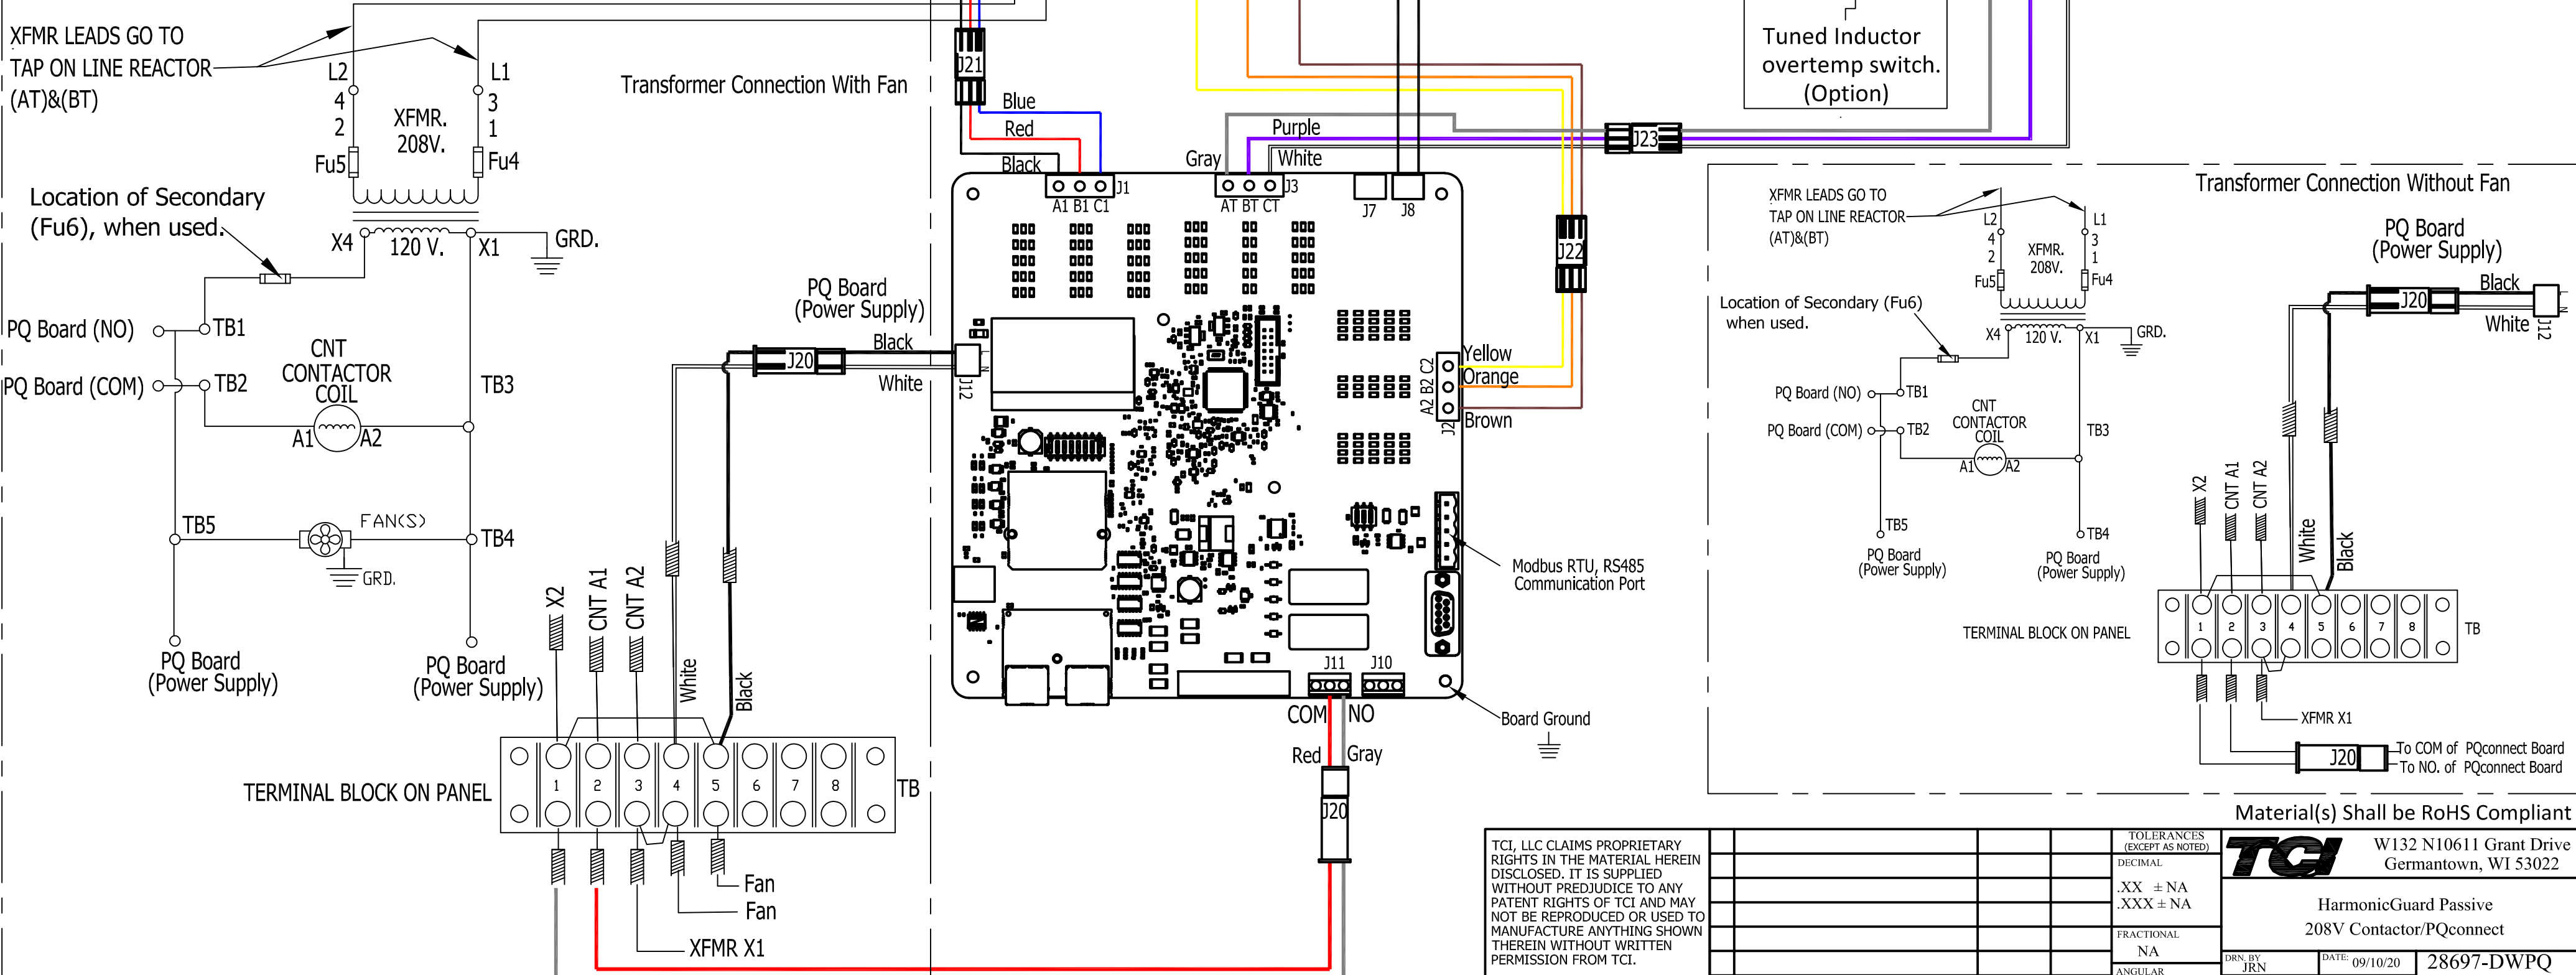 XFMR LEADS GO TO
TAP ON LINE REACTOR
(AT)&(BT)
L2
4
2
Fu5
XFMR.
208V.
L1
3
1
Fu4
Location of Secondary
(Fu6), when used.
X4
120 V.
X1
GRD.
PQ Board (NO)
TB1
PQ Board (COM)
TB2
CNT
CONTACTOR
COIL
A1
A2
TB3
TB5
FAN(S)
TB4
GRD.
PQ Board
(Power Supply)
PQ Board
(Power Supply)
Transformer Connection With Fan
PQ Board
(Power Supply)
J20
Black
White
J12
X2
CNT A1
CNT A2
White
Black
TERMINAL BLOCK ON PANEL
1 2 3 4 5 6 7 8
TB
Fan
Fan
XFMR X1
J21
Blue
Red
Black
J1
A1 B1 C1
Gray
Purple
White
J3
AT BT CT
J7
J8
J23
J22
Yellow
Orange
Brown
A2 B2 C2
J2
Modbus RTU, RS485
Communication Port
J11
J10
COM
NO
Board Ground
Red
Gray
J20
Tuned Inductor
overtemp switch.
(Option)
Transformer Connection Without Fan
XFMR LEADS GO TO
TAP ON LINE REACTOR
(AT)&(BT)
L2
4
2
Fu5
XFMR.
208V.
L1
3
1
Fu4
Location of Secondary (Fu6)
when used.
X4
120 V.
X1
GRD.
PQ Board (NO)
TB1
PQ Board (COM)
TB2
CNT
CONTACTOR
COIL
A1
A2
TB3
TB5
TB4
PQ Board
(Power Supply)
PQ Board
(Power Supply)
PQ Board
(Power Supply)
J20
Black
White
J12
X2
CNT A1
CNT A2
White
Black
TERMINAL BLOCK ON PANEL
1 2 3 4 5 6 7 8
TB
XFMR X1
J20
To COM of PQconnect Board
To NO. of PQconnect Board
Material(s) Shall be RoHS Compliant
TCI, LLC CLAIMS PROPRIETARY
RIGHTS IN THE MATERIAL HEREIN
DISCLOSED. IT IS SUPPLIED
WITHOUT PREDJUDICE TO ANY
PATENT RIGHTS OF TCI AND MAY
NOT BE REPRODUCED OR USED TO
MANUFACTURE ANYTHING SHOWN
THEREIN WITHOUT WRITTEN
PERMISSION FROM TCI.
TOLERANCES
(EXCEPT AS NOTED)
DECIMAL
.XX ± NA
.XXX ± NA
FRACTIONAL
NA
ANGULAR
TCI
W132 N10611 Grant Drive
Germantown, WI 53022
HarmonicGuard Passive
208V Contactor/PQconnect
DRN. BY
JRN
DATE: 09/10/20
28697-DWPQ